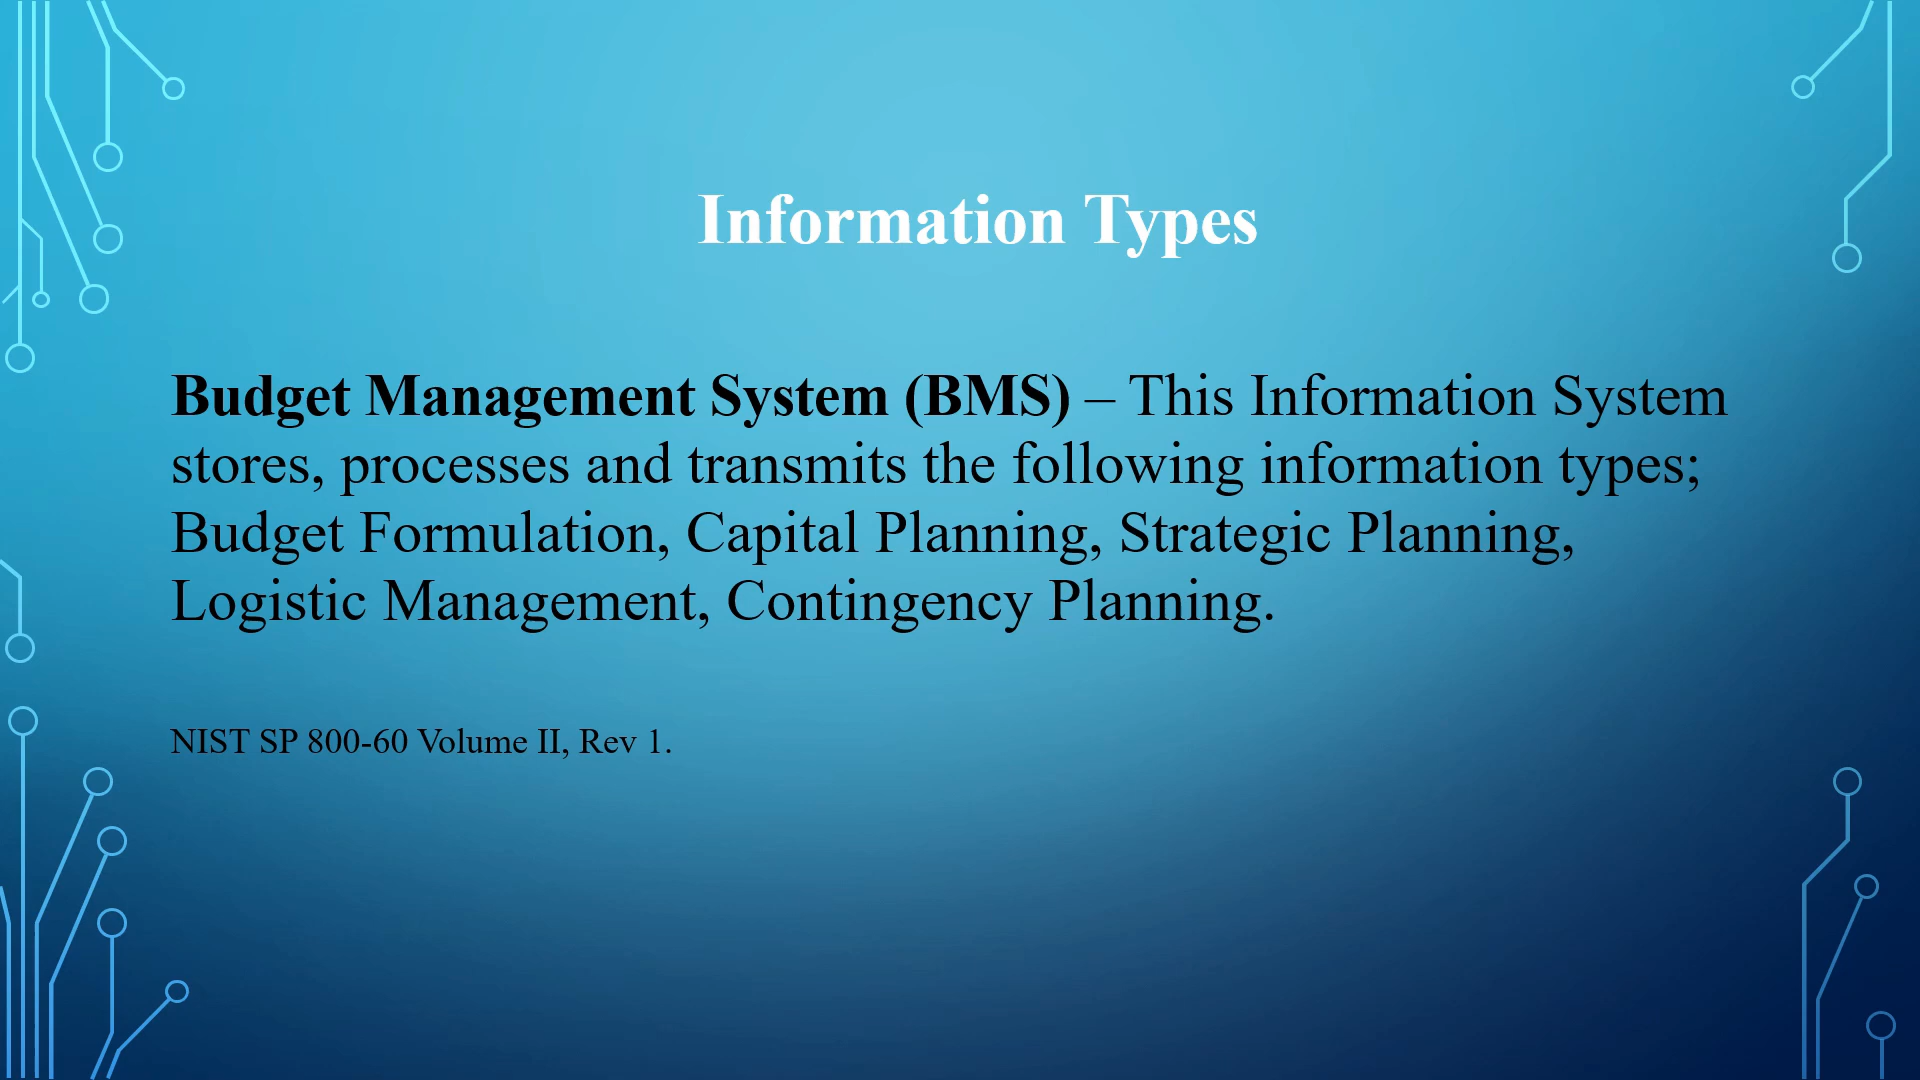 Information Types
Budget Management System (BMS) – This Information System
stores, processes and transmits the following information types;
Budget Formulation, Capital Planning, Strategic Planning,
Logistic Management, Contingency Planning.
NIST SP 800-60 Volume II, Rev 1.